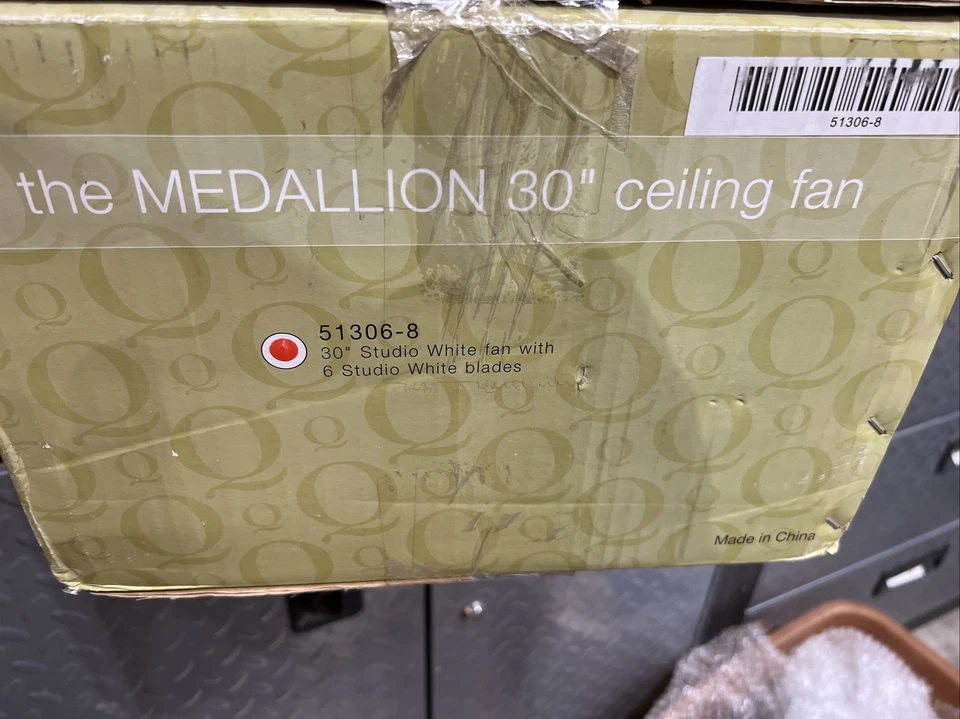 51306-8
the MEDALLION 30" ceiling fan
51306-8
30" Studio White fan with
6 Studio White blades
Made in China